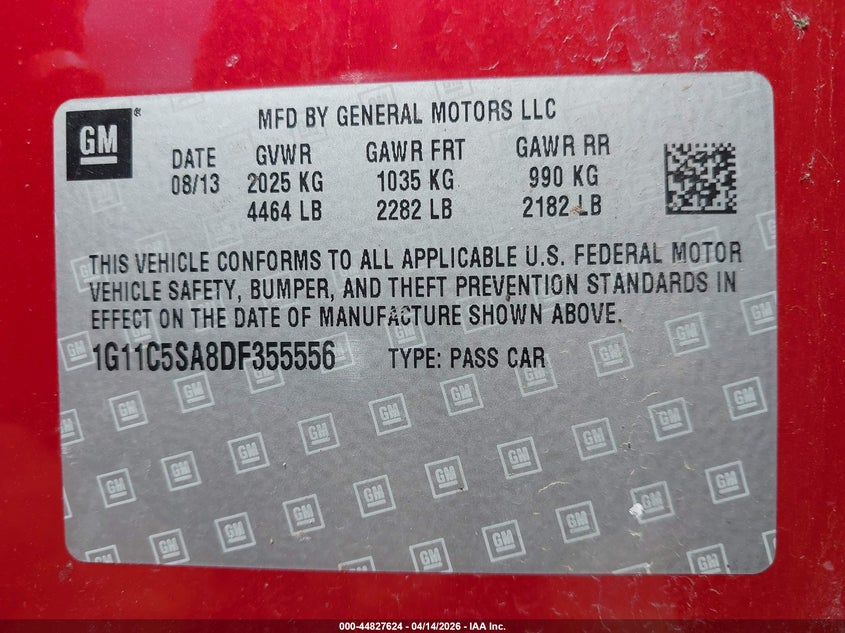 GM
MFD BY GENERAL MOTORS LLC
DATE GVWR GAWR FRT GAWR RR
08/13 2025 KG 1035 KG 990 KG
4464 LB 2282 LB 2182 LB
THIS VEHICLE CONFORMS TO ALL APPLICABLE U.S. FEDERAL MOTOR
VEHICLE SAFETY, BUMPER, AND THEFT PREVENTION STANDARDS IN
EFFECT ON THE DATE OF MANUFACTURE SHOWN ABOVE.
1G11C5SA8DF355556 TYPE: PASS CAR
000-44827624 | 04/14/2026 - IAA Inc.